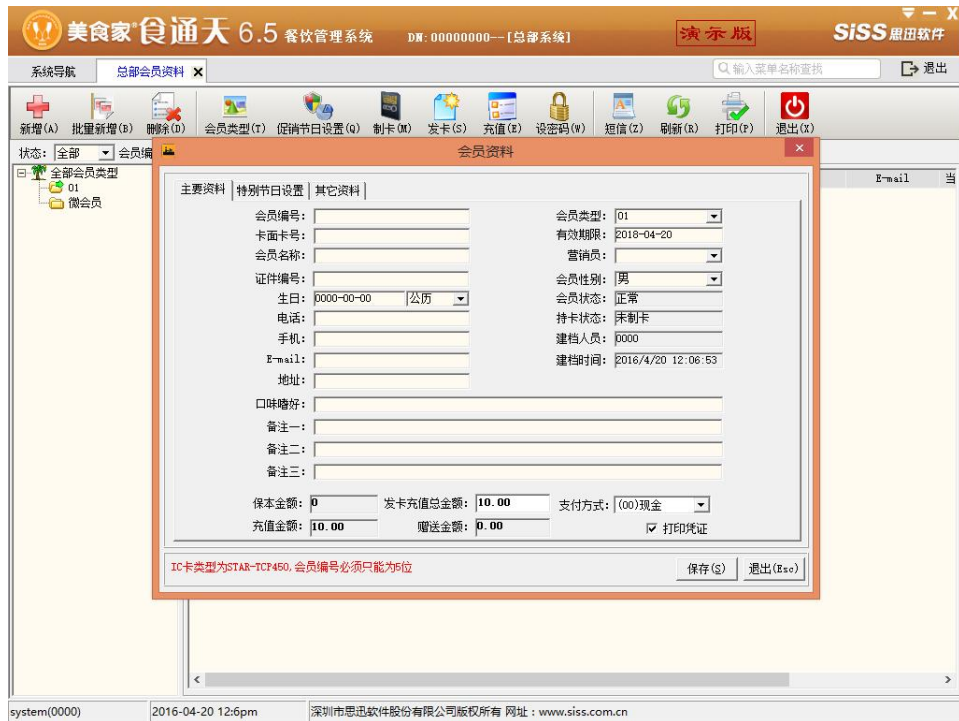 美食家 食通天 6.5 餐饮管理系统 DN:00000000--[总部系统] 演示版 SiSS 思迅软件
系统导航 总部会员资料 输入菜单名称查找 退出
新增(A) 批量新增(B) 删除(D) 会员类型(T) 促销节日设置(Q) 制卡(M) 发卡(S) 充值(E) 设密码(W) 短信(Z) 刷新(R) 打印(P) 退出(X)
状态: 全部 会员编
会员资料
全部会员类型
01
微会员
E-mail 当
主要资料 特别节日设置 其它资料
会员编号: 会员类型: 01
卡面卡号: 有效期限: 2018-04-20
会员名称: 营销员:
证件编号: 会员性别: 男
生日: 0000-00-00 公历 会员状态: 正常
电话: 持卡状态: 未制卡
手机: 建档人员: 0000
E-mail: 建档时间: 2016/4/20 12:06:53
地址:
口味嗜好:
备注一:
备注二:
备注三:
保本金额: 0 发卡充值总金额: 10.00 支付方式: (00)现金
充值金额: 10.00 赠送金额: 0.00 打印凭证
IC卡类型为STAR-TCP450,会员编号必须只能为5位 保存(S) 退出(Esc)
system(0000) 2016-04-20 12:6pm 深圳市思迅软件股份有限公司版权所有 网址：www.siss.com.cn